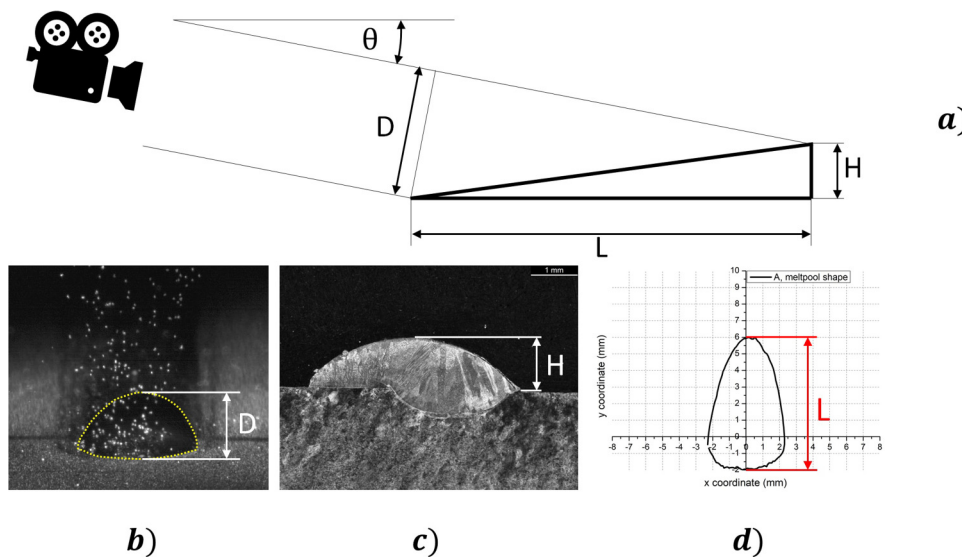 θ
D
H
L
a)
D
1 mm
H
10
9
8
7
6
5
4
3
2
1
0
-2
A, meltpool shape
y coordinate (mm)
L
-8 -7 -6 -5 -4 -3 -2 -1 0 1 2 3 4 5 6 7 8
x coordinate (mm)
b)
c)
d)